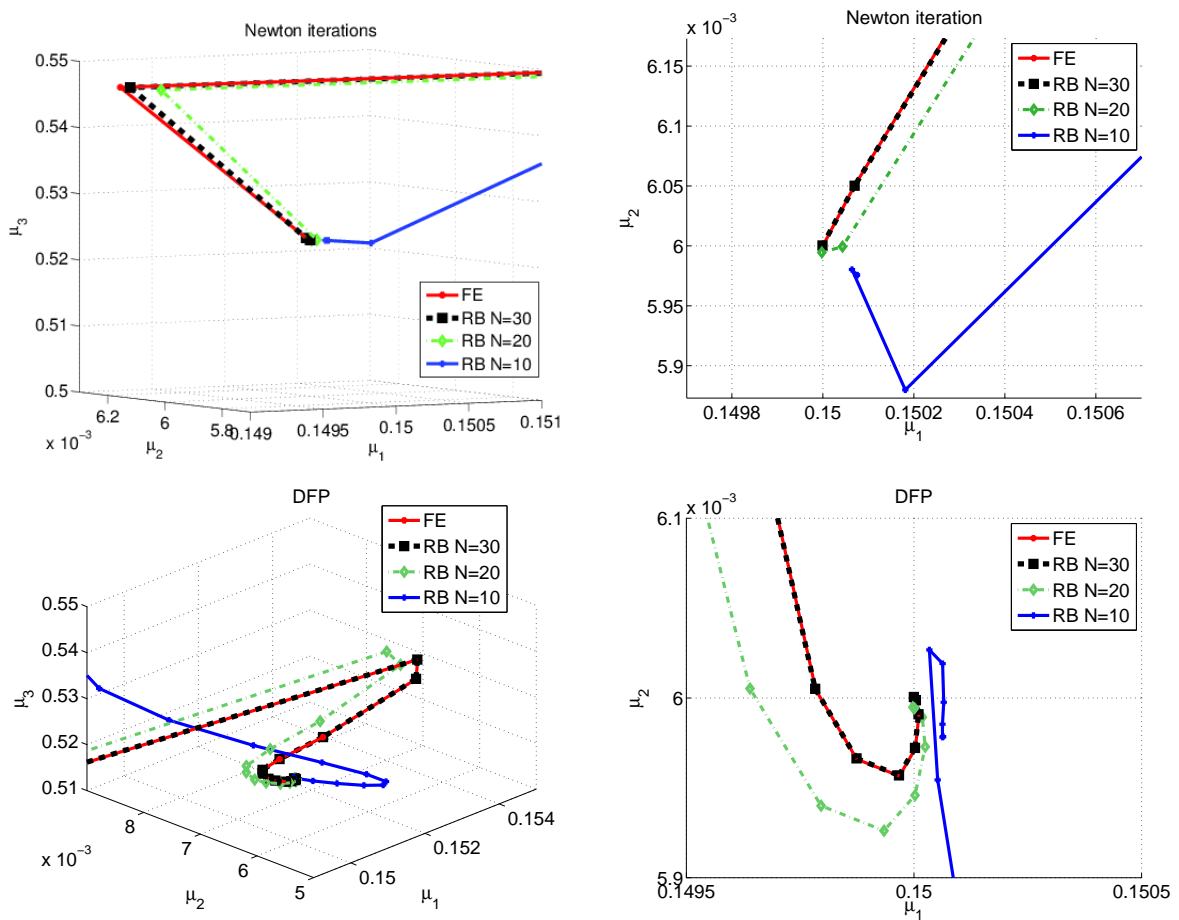 Newton iterations
0.55
0.54
0.53
0.52
0.51
0.5
μ3
FE
RB N=30
RB N=20
RB N=10
6.2
6
5.8
0.149
0.1495
0.15
0.1505
0.151
x 10−3
μ2
μ1
Newton iteration
x 10−3
6.15
6.1
6.05
6
5.95
5.9
μ2
FE
RB N=30
RB N=20
RB N=10
0.1498
0.15
0.1502
0.1504
0.1506
μ1
DFP
FE
RB N=30
RB N=20
RB N=10
0.55
0.54
0.53
0.52
0.51
μ3
8
7
6
5
0.15
0.152
0.154
x 10−3
μ2
μ1
DFP
x 10−3
6.1
6
5.9
μ2
FE
RB N=30
RB N=20
RB N=10
0.1495
0.15
0.1505
μ1